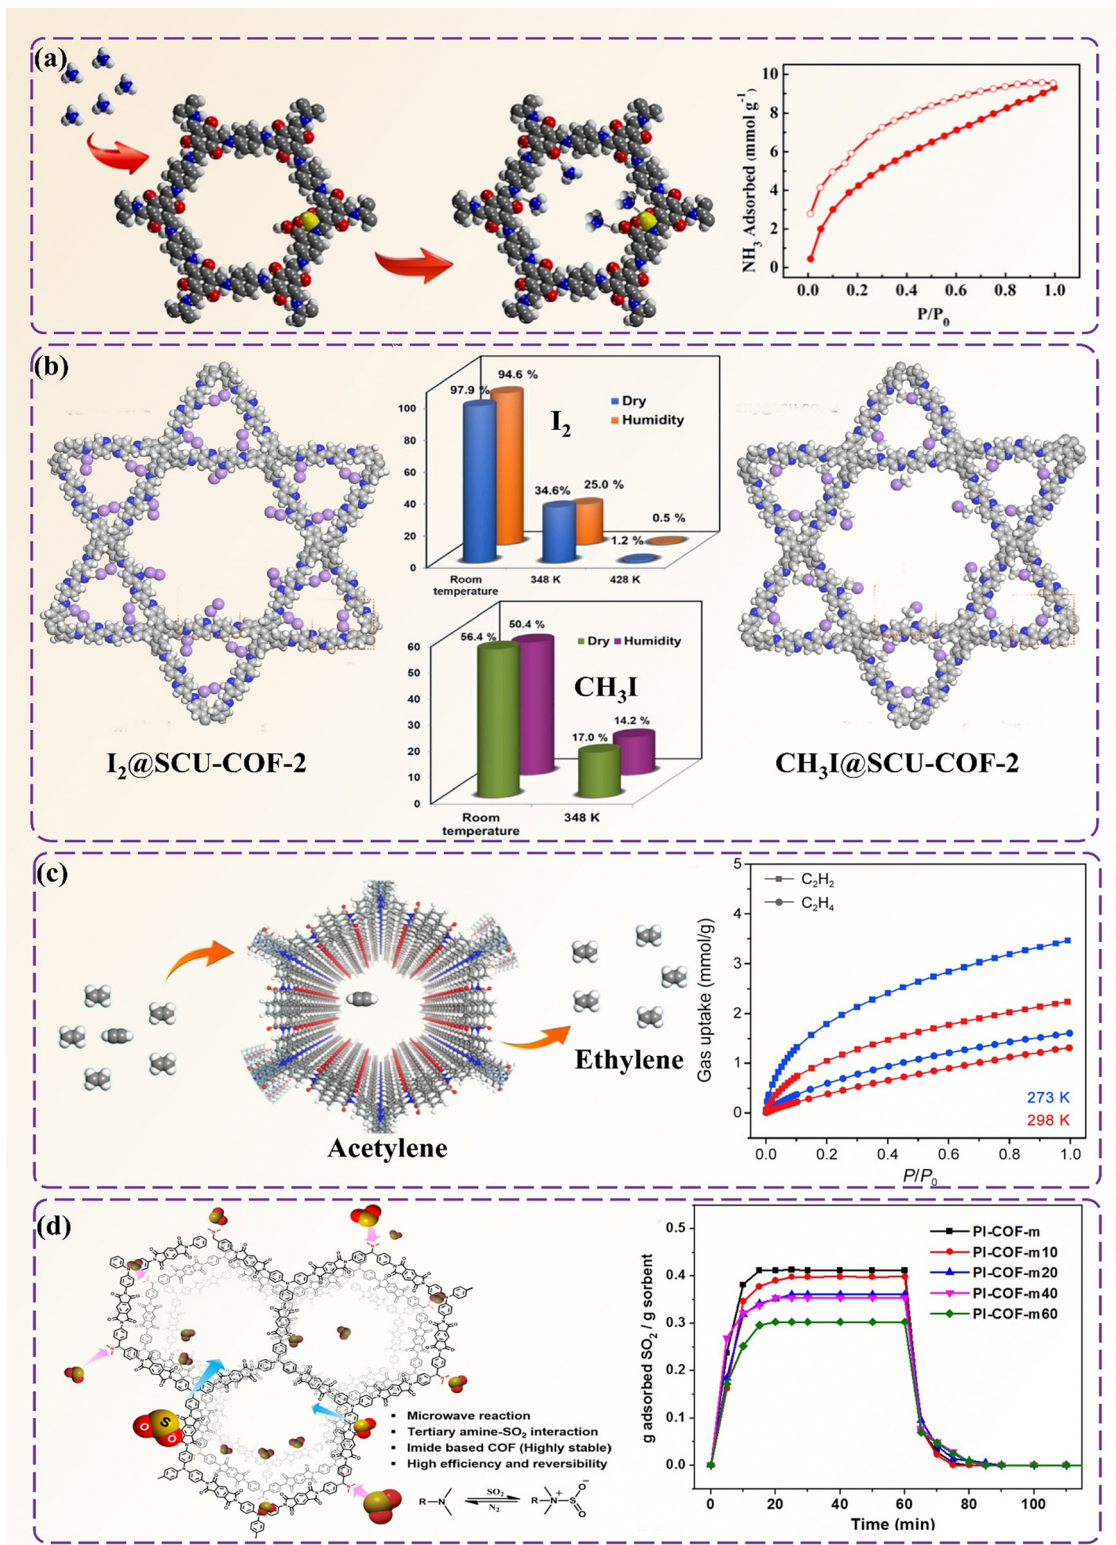 (a)
NH3 Adsorbed (mmol g-1)
10
8
6
4
2
0
0.0 0.2 0.4 0.6 0.8 1.0
P/P0
(b)
I2@SCU-COF-2
97.9 % 94.6 %
I2
Dry
Humidity
34.6% 25.0 %
1.2 % 0.5 %
100
80
60
40
20
0
Room temperature 348 K 428 K
56.4 % 50.4 %
Dry Humidity
CH3I
17.0 % 14.2 %
60
50
40
30
20
10
0
Room temperature 348 K
CH3I@SCU-COF-2
(c)
Acetylene
Ethylene
Gas uptake (mmol/g)
5
4
3
2
1
0
C2H2
C2H4
273 K
298 K
0.0 0.2 0.4 0.6 0.8 1.0
P/P0
(d)
S
O
O
Microwave reaction
Tertiary amine-SO2 interaction
Imide based COF (Highly stable)
High efficiency and reversibility
R-N
SO2
N2
R-N+-S
O-
O
g adsorbed SO2 / g sorbent
0.5
0.4
0.3
0.2
0.1
0.0
PI-COF-m
PI-COF-m10
PI-COF-m20
PI-COF-m40
PI-COF-m60
0 20 40 60 80 100
Time (min)